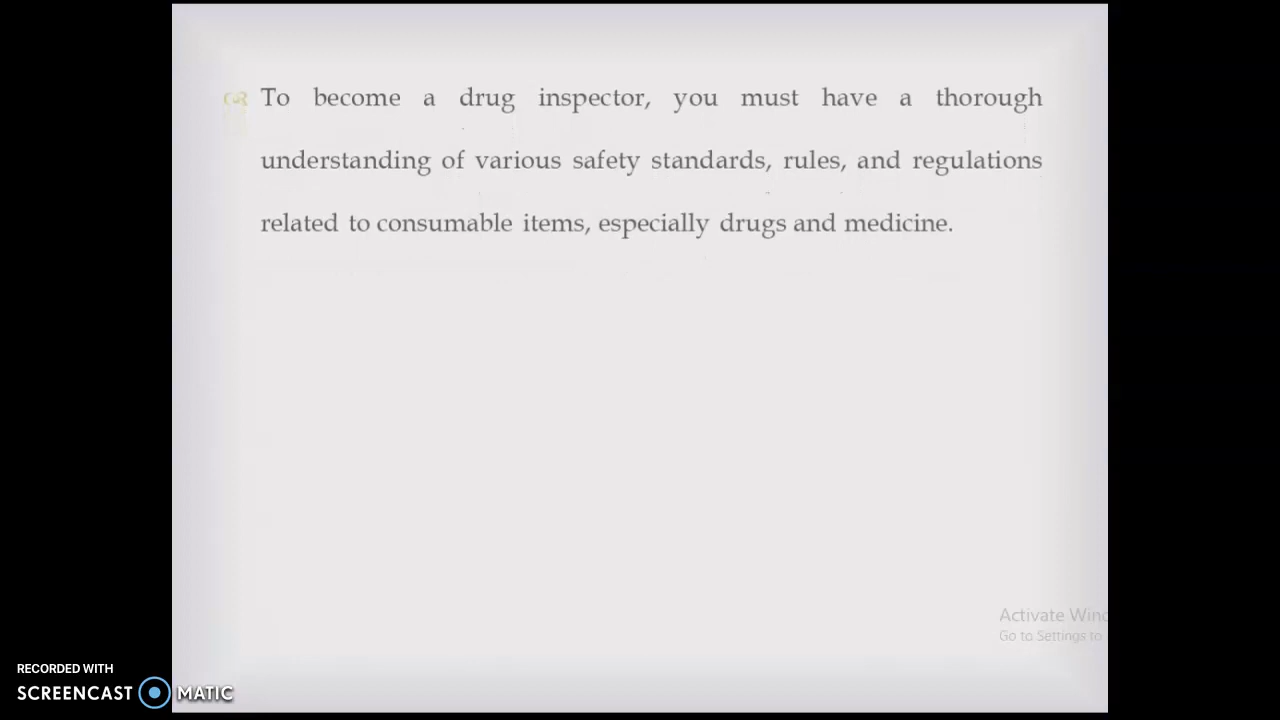 To become a drug inspector, you must have a thorough
understanding of various safety standards, rules, and regulations
related to consumable items, especially drugs and medicine.
Activate Wind
Go to Settings to
RECORDED WITH
SCREENCAST MATIC